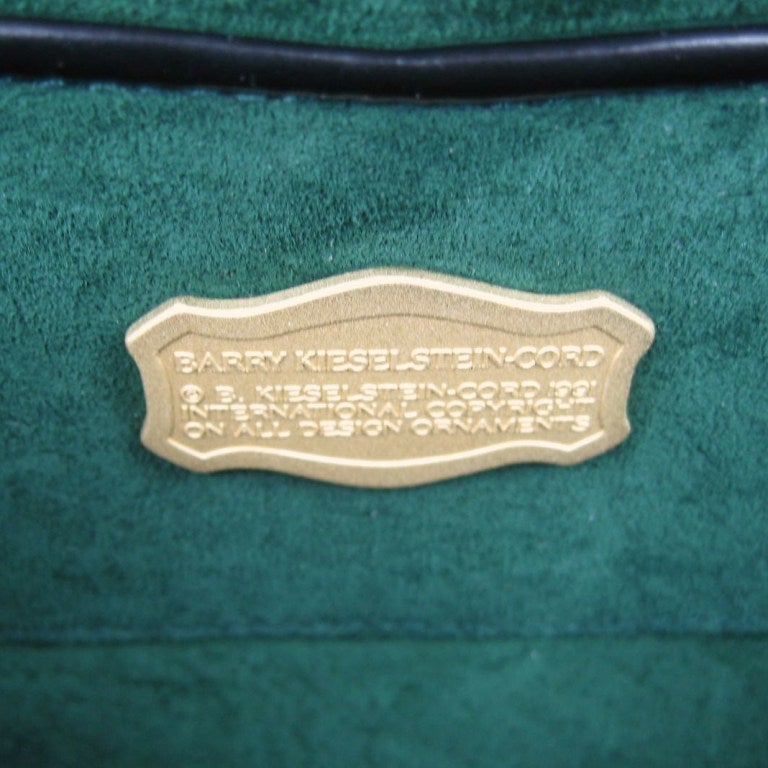 BARRY KIESELSTEIN-CORD
© B. KIESELSTEIN-CORD 1991
INTERNATIONAL COPYRIGHT
ON ALL DESIGN ORNAMENTS